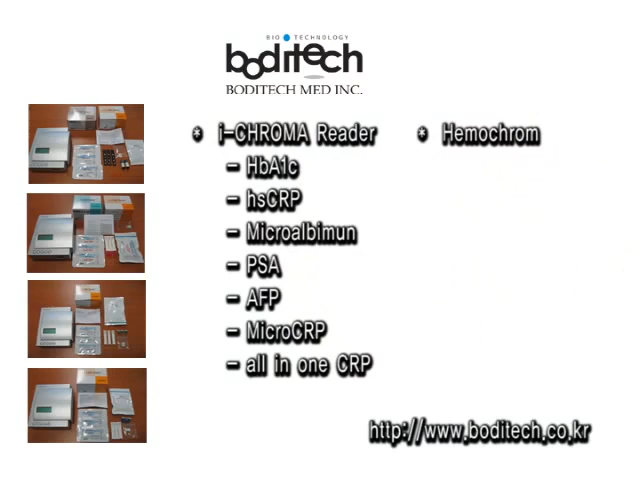 BIO TECHNOLOGY
boditech
BODITECH MED INC.
* i-CHROMA Reader
- HbA1c
- hsCRP
- Microalbimun
- PSA
- AFP
- MicroCRP
- all in one CRP
* Hemochrom
http://www.boditech.co.kr